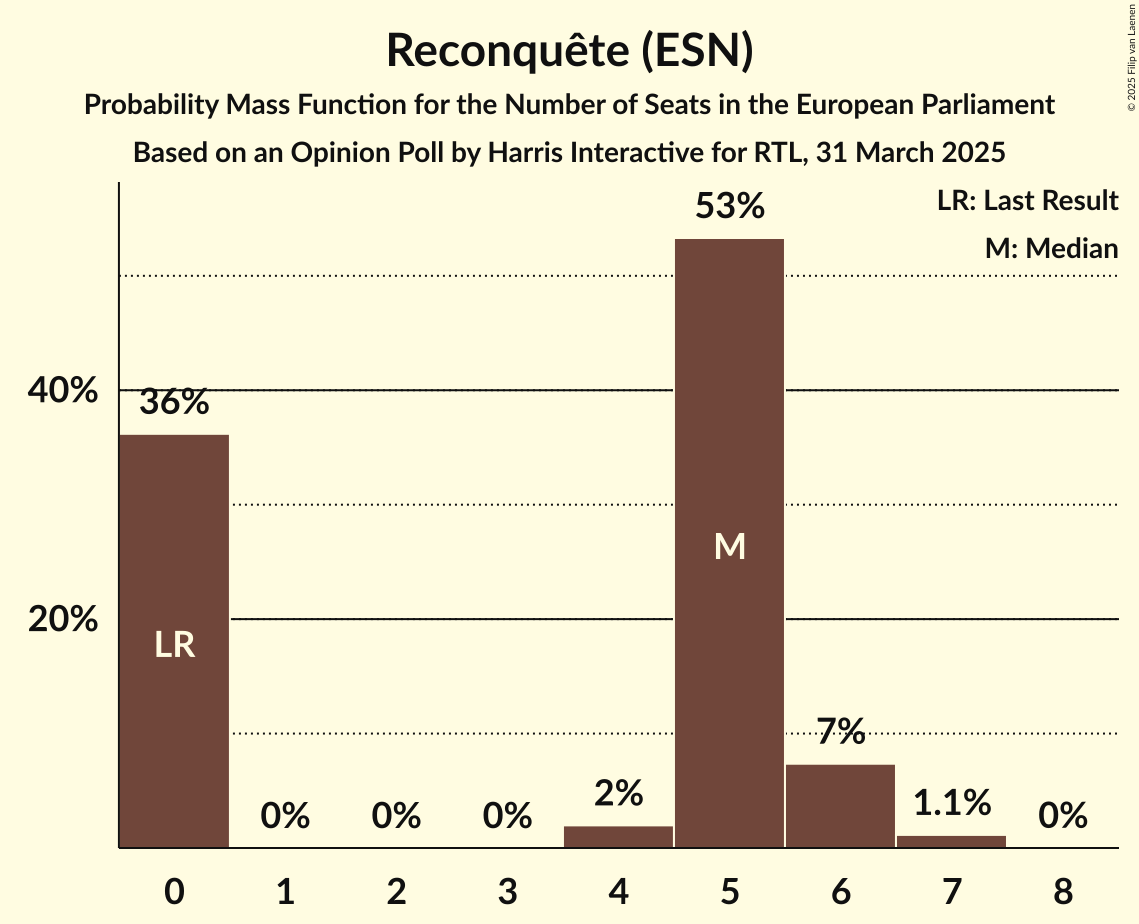 Reconquête (ESN)
Probability Mass Function for the Number of Seats in the European Parliament
Based on an Opinion Poll by Harris Interactive for RTL, 31 March 2025
© 2025 Filip van Laenen
LR: Last Result
M: Median
53%
40%
36%
M
20%
LR
7%
2%
1.1%
0% 0% 0% 0%
0 1 2 3 4 5 6 7 8